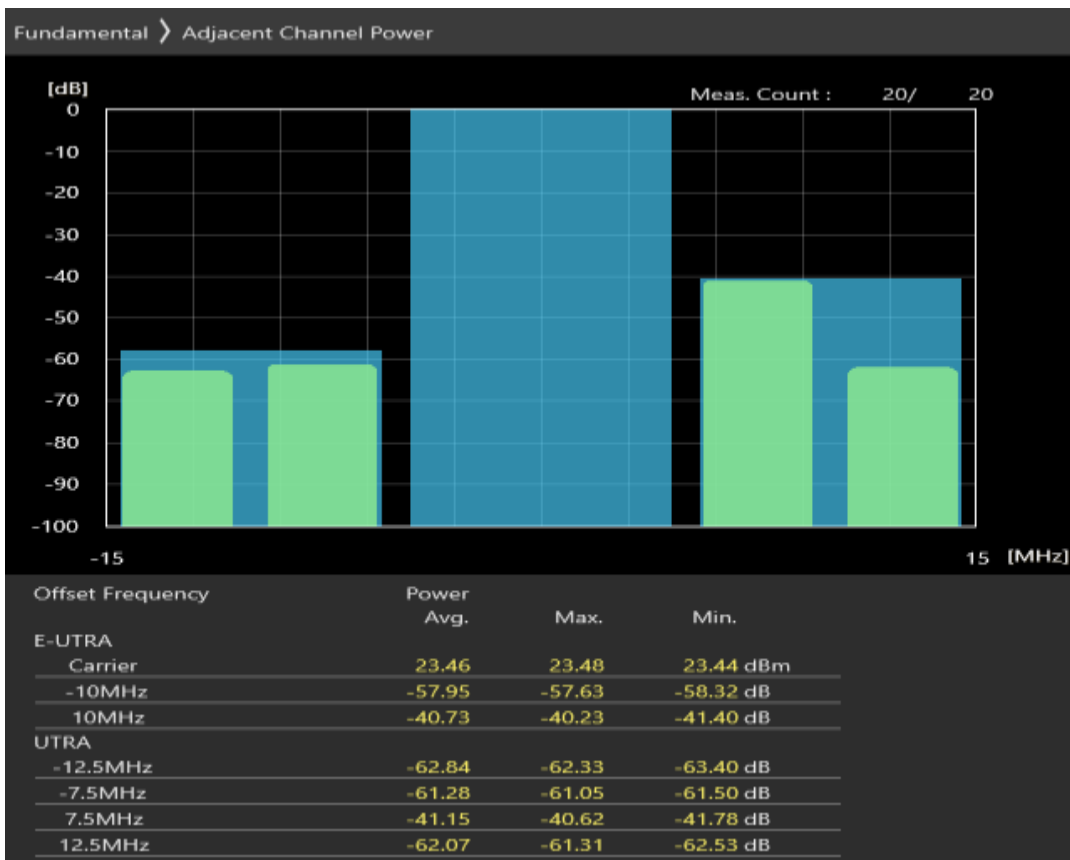 Fundamental 》 Adjacent Channel Power
[dB]
Meas. Count : 20/ 20
0
-10
-20
-30
-40
-50
-60
-70
-80
-90
-100
-15 15 [MHz]
Offset Frequency Power
Avg. Max. Min.
E-UTRA
Carrier 23.46 23.48 23.44 dBm
-10MHz -57.95 -57.63 -58.32 dB
10MHz -40.73 -40.23 -41.40 dB
UTRA
-12.5MHz -62.84 -62.33 -63.40 dB
-7.5MHz -61.28 -61.05 -61.50 dB
7.5MHz -41.15 -40.62 -41.78 dB
12.5MHz -62.07 -61.31 -62.53 dB